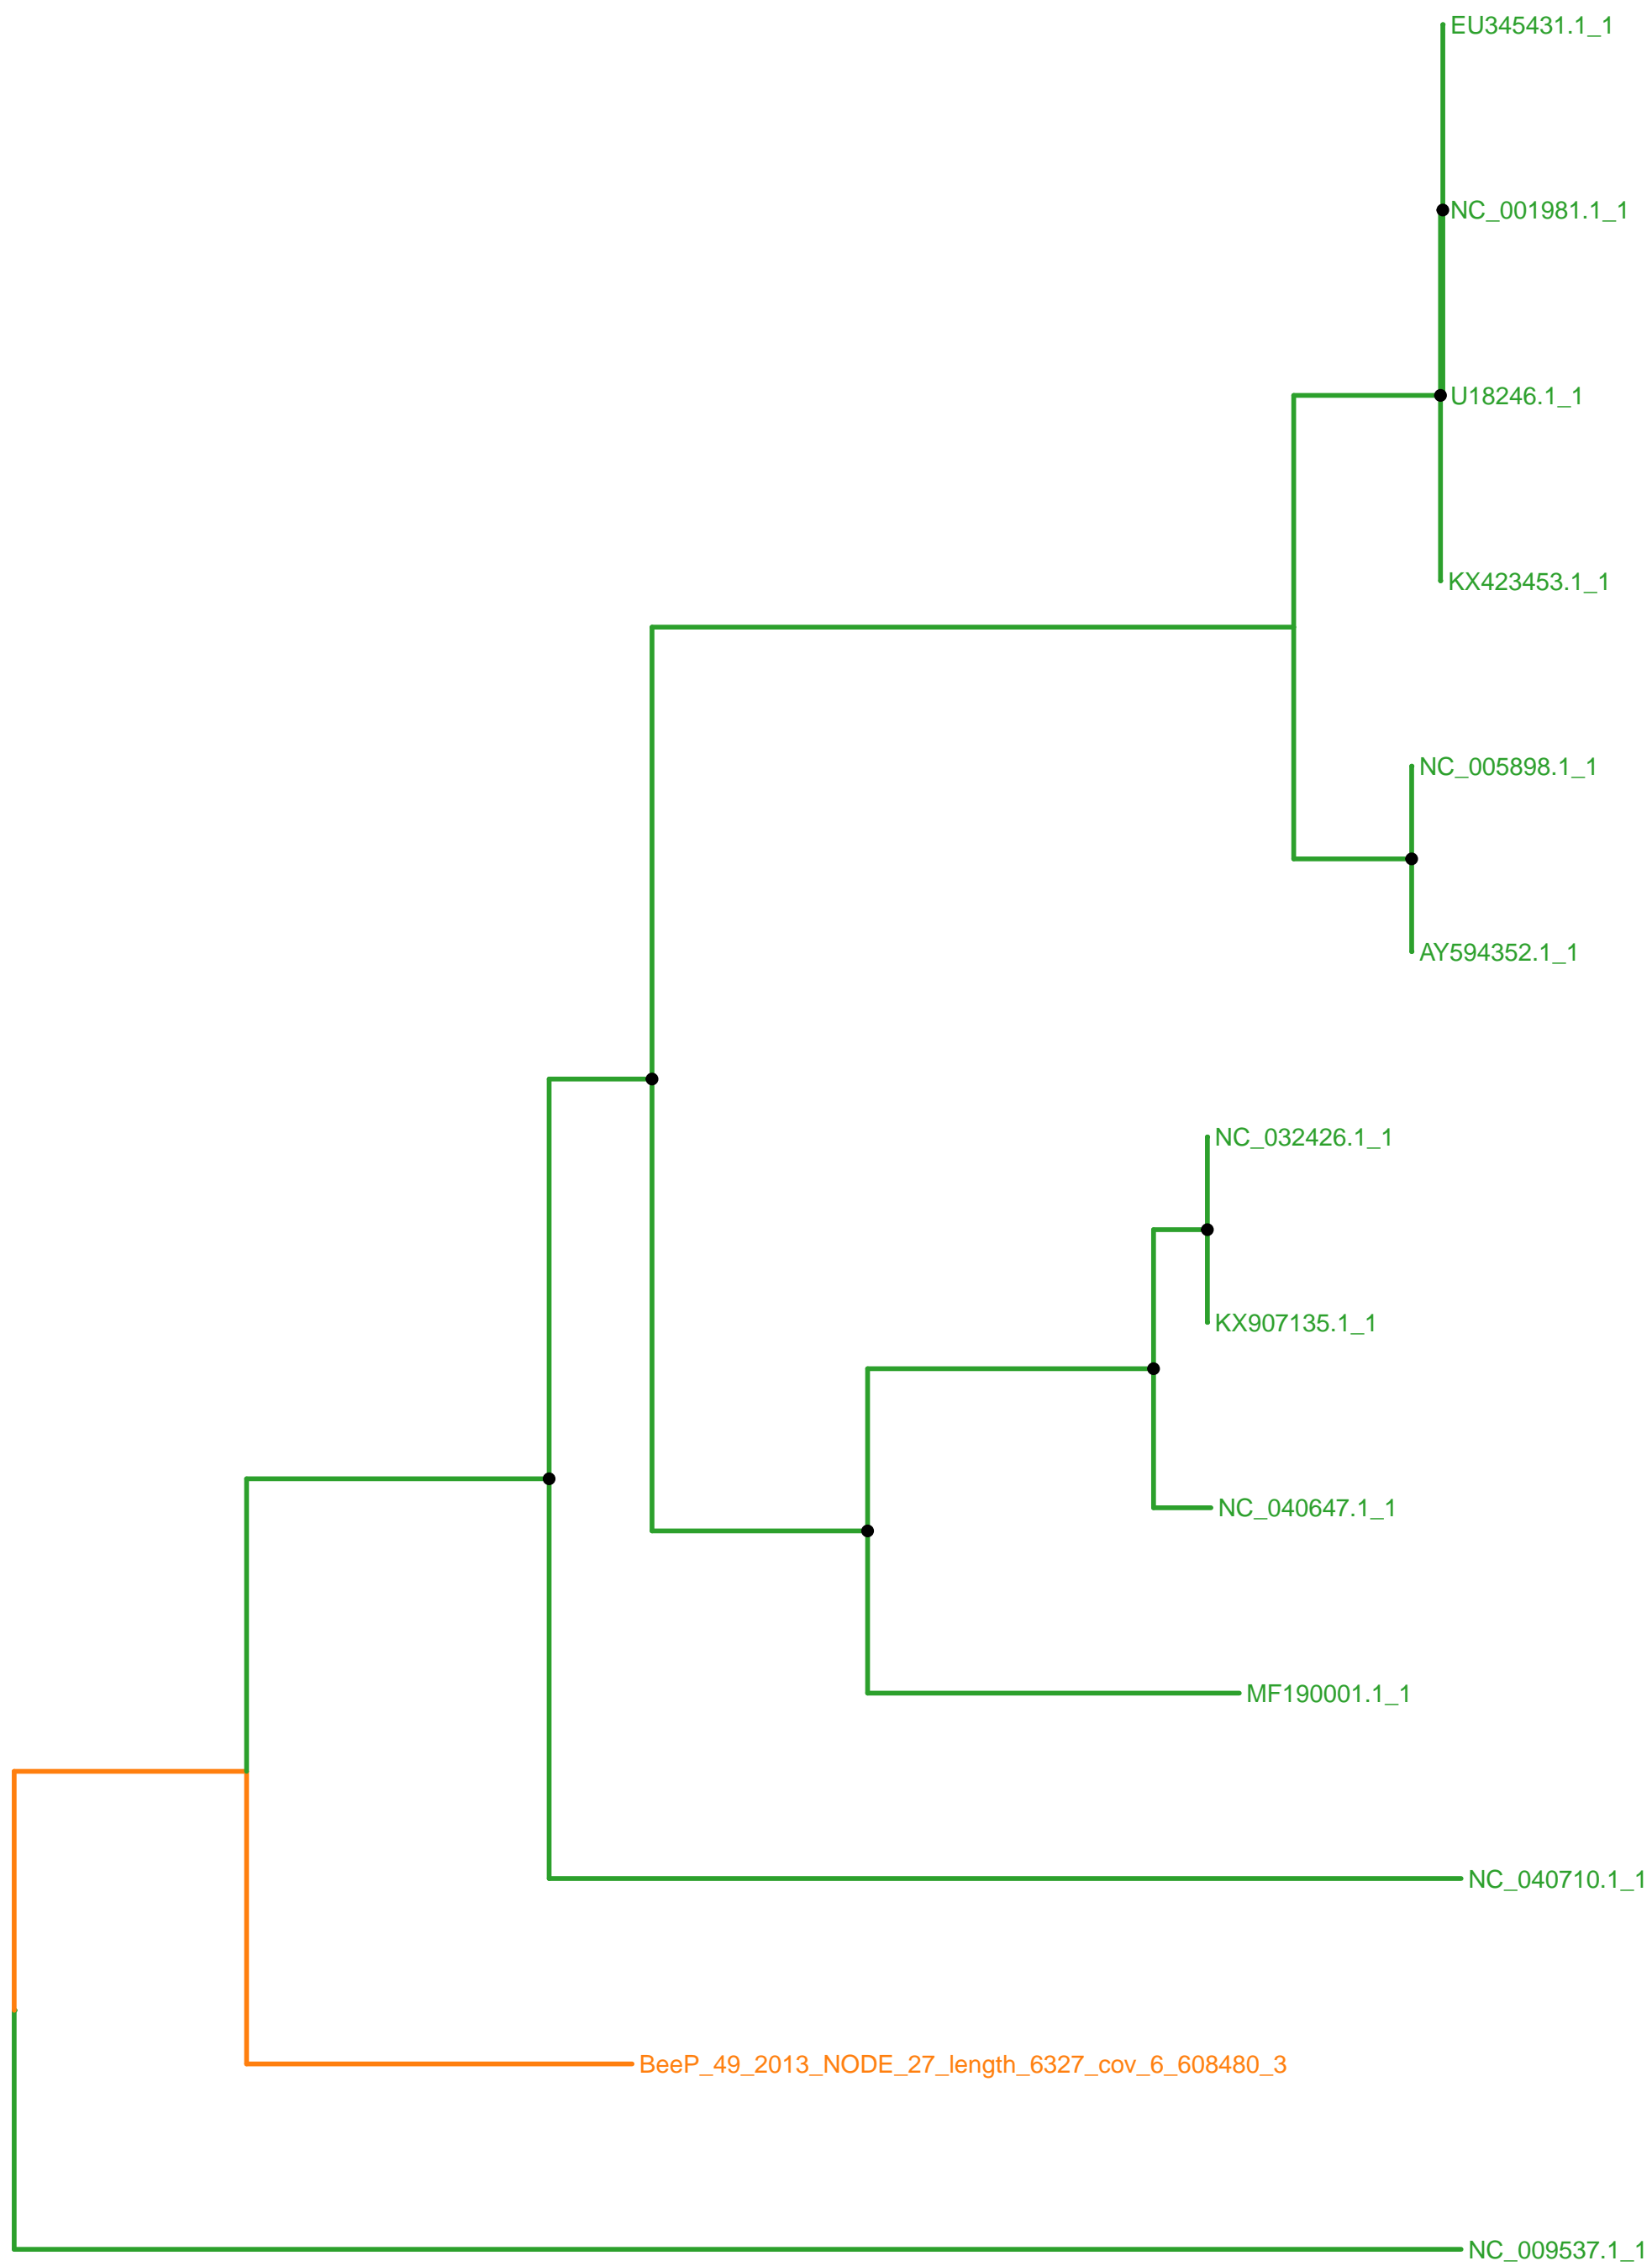 EU345431.1_1
NC_001981.1_1
U18246.1_1
KX423453.1_1
NC_005898.1_1
AY594352.1_1
NC_032426.1_1
KX907135.1_1
NC_040647.1_1
MF190001.1_1
NC_040710.1_1
BeeP_49_2013_NODE_27_length_6327_cov_6_608480_3
NC_009537.1_1